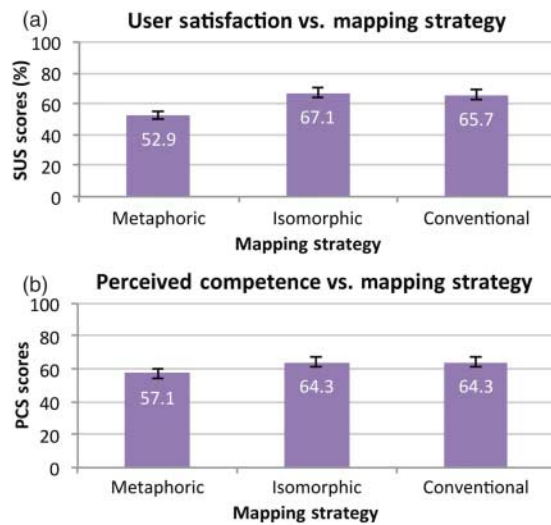 (a) User satisfaction vs. mapping strategy
SUS scores (%)
100
80
60
40
20
0
52.9
67.1
65.7
Metaphoric Isomorphic Conventional
Mapping strategy
(b) Perceived competence vs. mapping strategy
PCS scores
100
80
60
40
20
0
57.1
64.3
64.3
Metaphoric Isomorphic Conventional
Mapping strategy